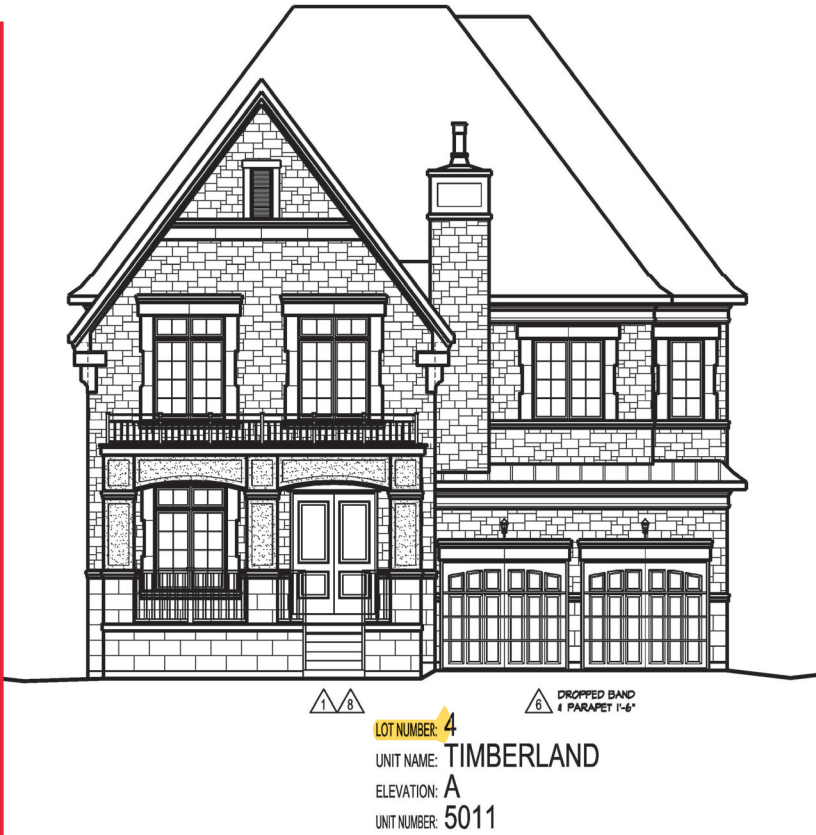 1 8
6 DROPPED BAND
& PARAPET 1'-6"
LOT NUMBER: 4
UNIT NAME: TIMBERLAND
ELEVATION: A
UNIT NUMBER: 5011